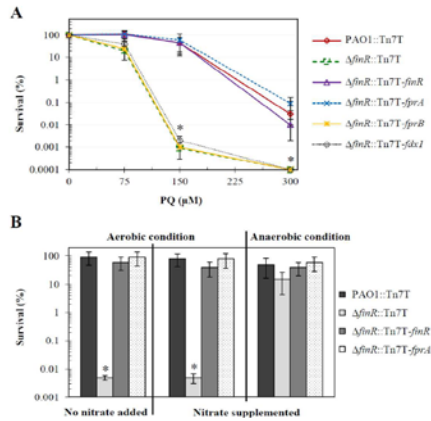 A
Survival (%)
100
10
1
0.1
0.01
0.001
0.0001
0
75
150
225
300
PQ (µM)
*
*
PAO1::Tn7T
ΔfinR::Tn7T
ΔfinR::Tn7T-finR
ΔfinR::Tn7T-fprA
ΔfinR::Tn7T-fprB
ΔfinR::Tn7T-fdx1
B
Aerobic condition
Anaerobic condition
Survival (%)
100
10
1
0.1
0.01
0.001
*
*
No nitrate added
Nitrate supplemented
PAO1::Tn7T
ΔfinR::Tn7T
ΔfinR::Tn7T-finR
ΔfinR::Tn7T-fprA